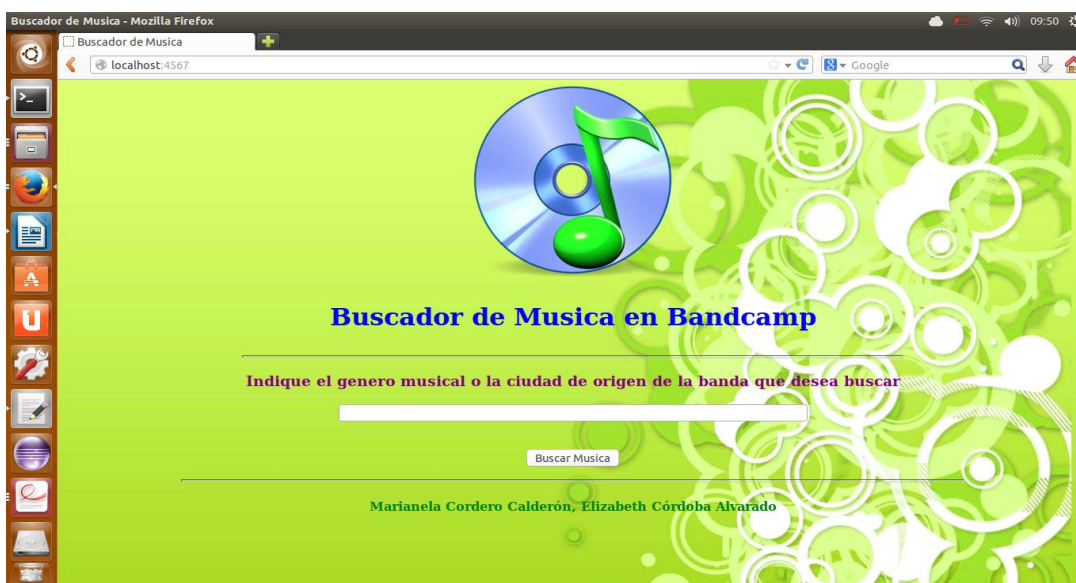 Buscador de Musica - Mozilla Firefox
09:50
Buscador de Musica
localhost:4567
Google
Buscador de Musica en Bandcamp
Indique el genero musical o la ciudad de origen de la banda que desea buscar
Buscar Musica
Marianela Cordero Calderón, Elizabeth Córdoba Alvarado